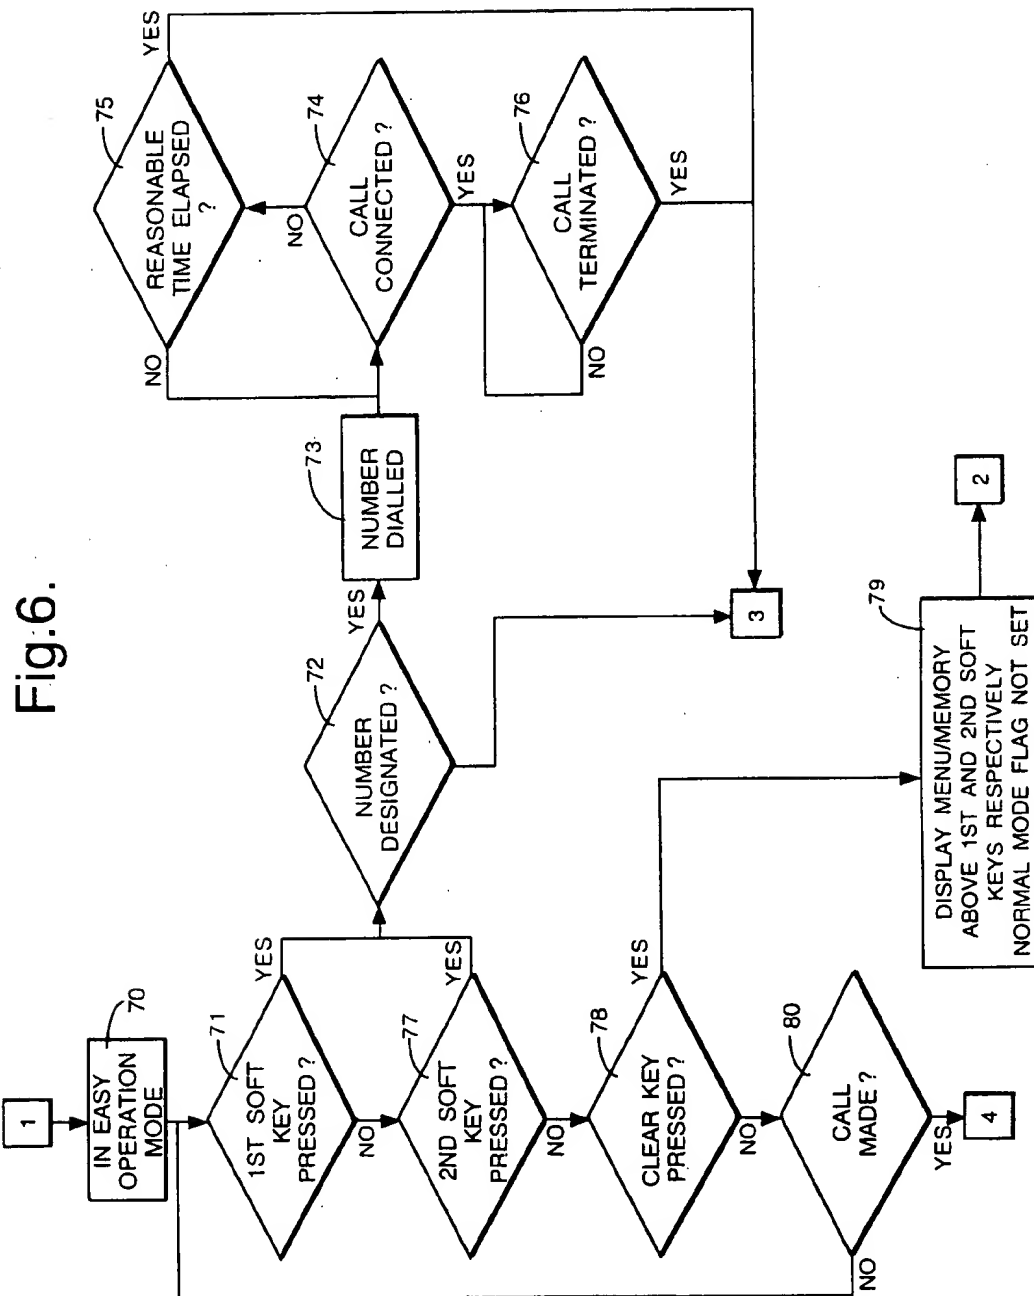 Fig.6.
1
IN EASY
OPERATION
MODE
70
1ST SOFT
KEY
PRESSED ?
71
YES
NO
2ND SOFT
KEY
PRESSED ?
77
YES
NO
CLEAR KEY
PRESSED ?
78
YES
NO
CALL
MADE ?
80
NO
YES
4
NUMBER
DESIGNATED ?
72
YES
NUMBER
DIALLED
73
CALL
CONNECTED ?
74
NO
YES
REASONABLE
TIME ELAPSED
?
75
NO
YES
CALL
TERMINATED ?
76
NO
YES
3
DISPLAY MENU/MEMORY
ABOVE 1ST AND 2ND SOFT
KEYS RESPECTIVELY
NORMAL MODE FLAG NOT SET
79
2